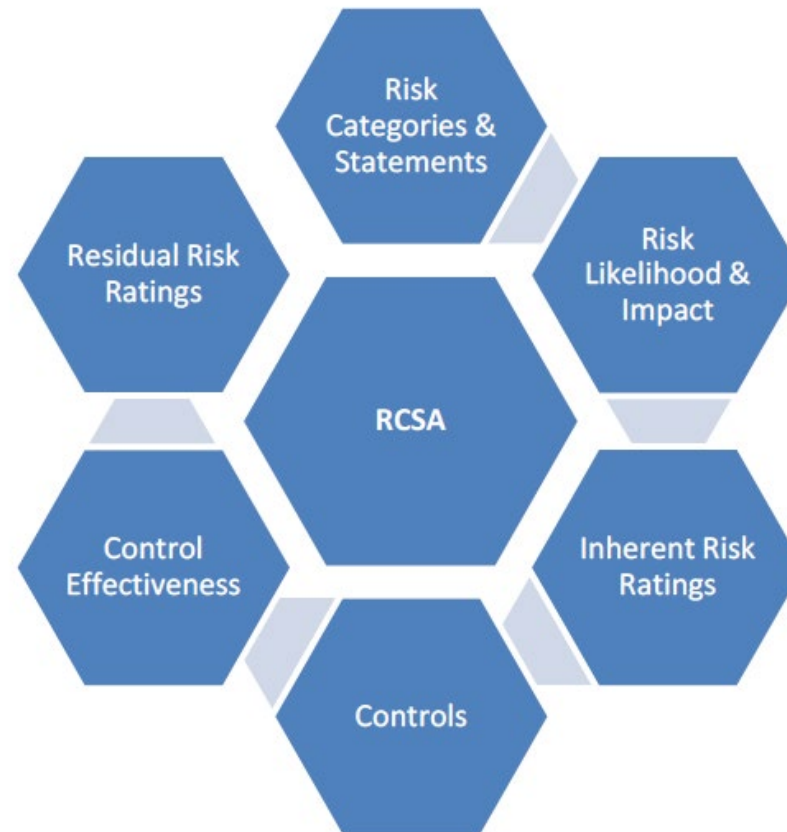 Risk
Categories &
Statements
Risk
Likelihood &
Impact
Inherent Risk
Ratings
Controls
Control
Effectiveness
Residual Risk
Ratings
RCSA